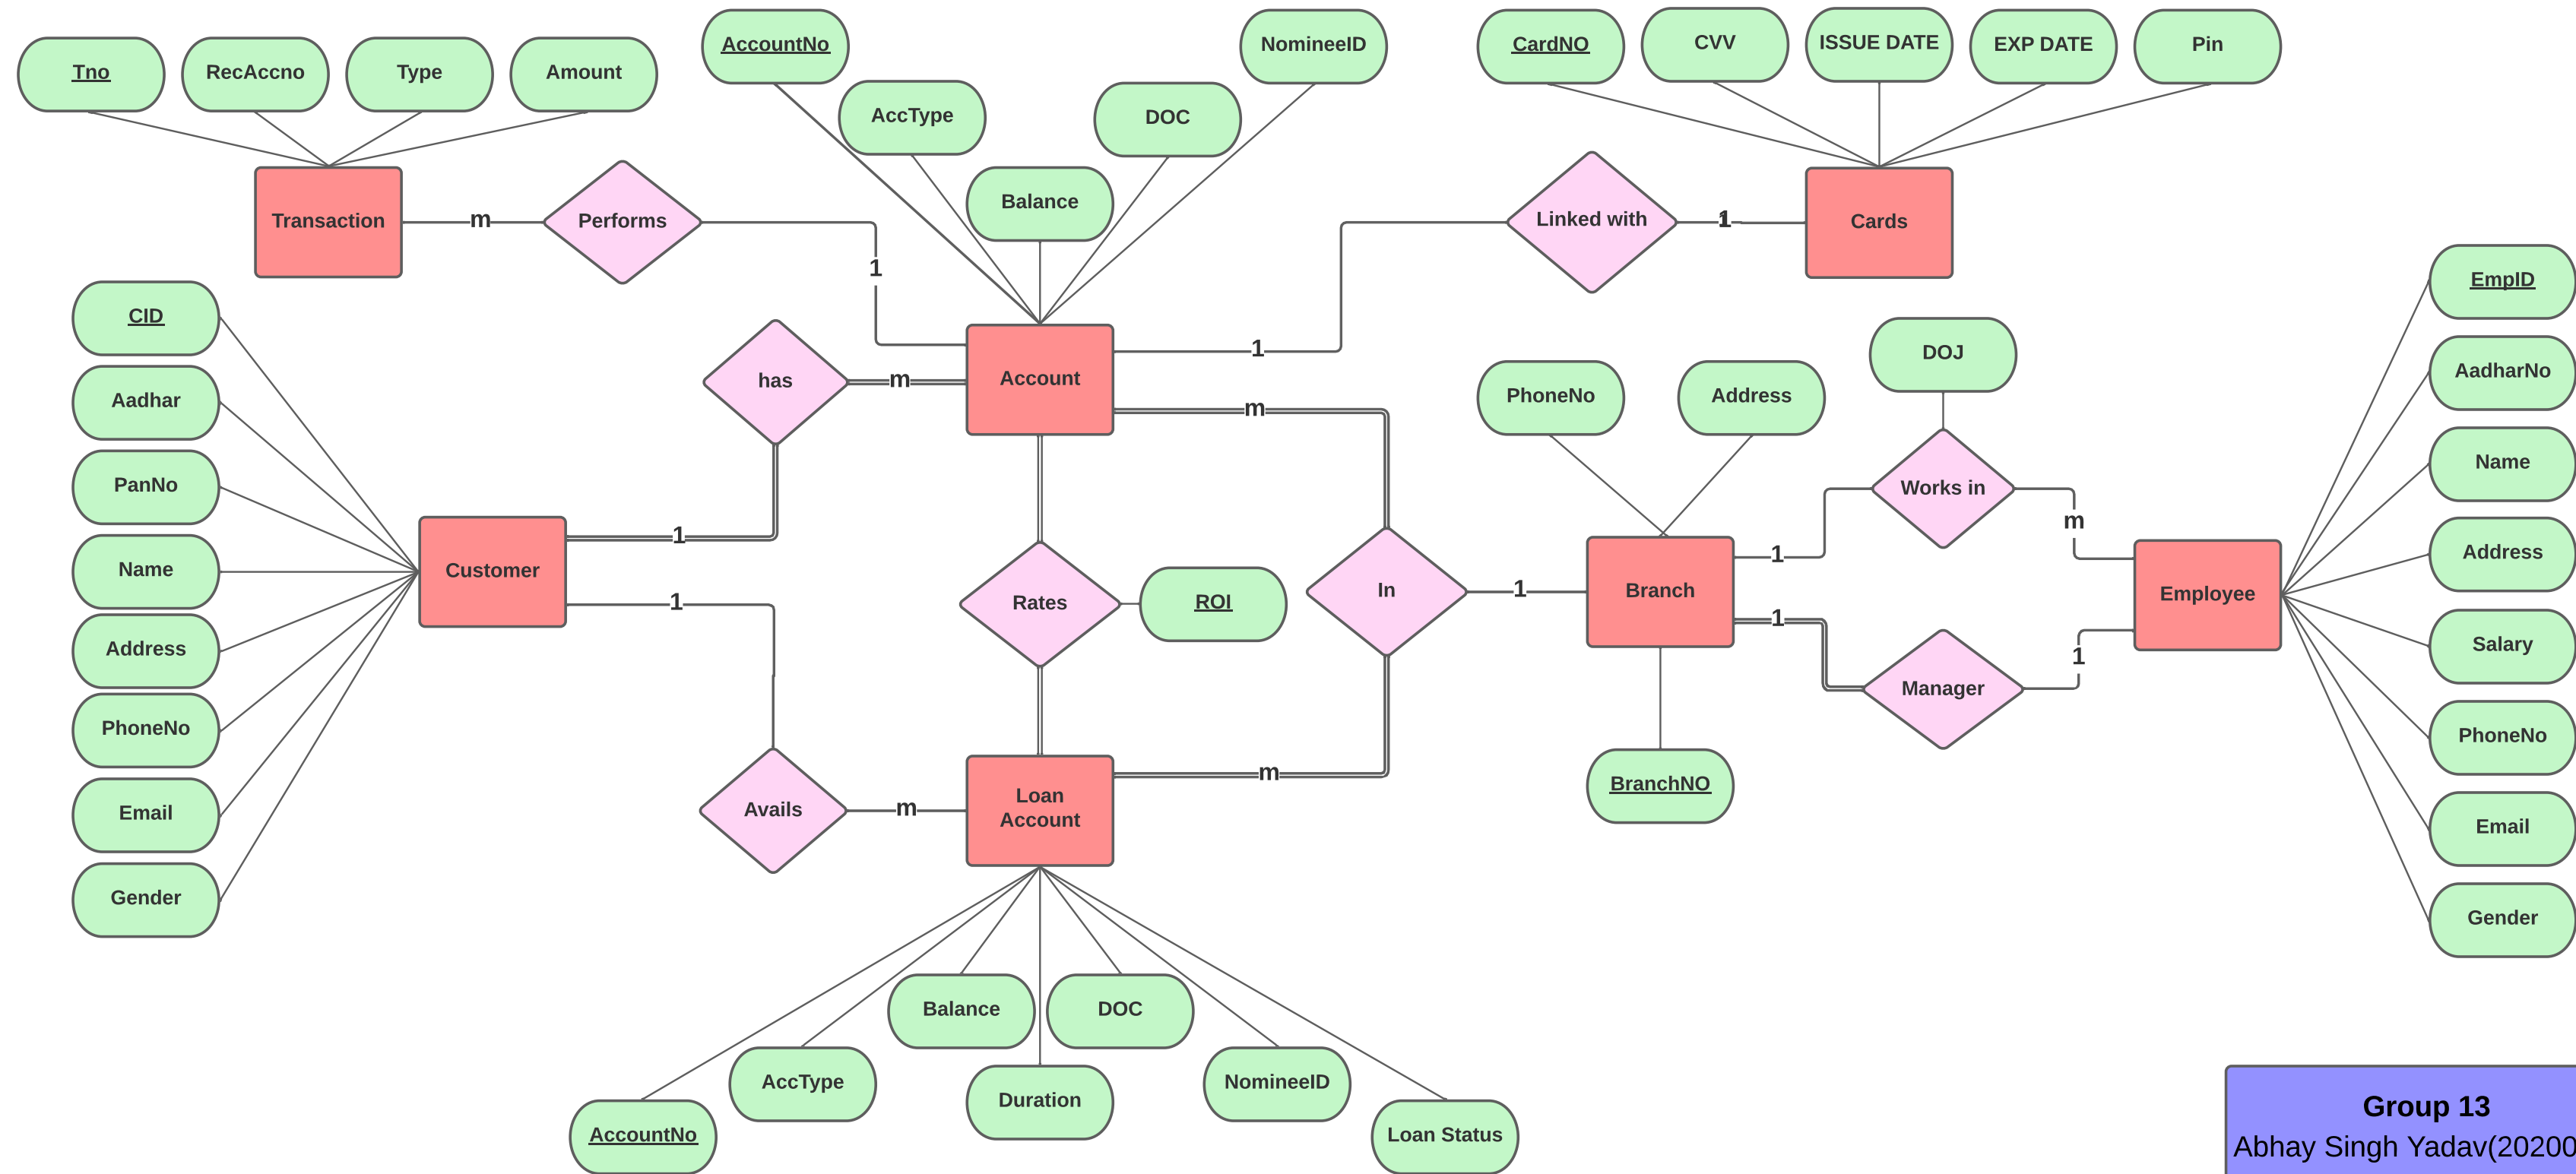 Tno
RecAccno
Type
Amount
AccountNo
AccType
Balance
DOC
NomineeID
CardNO
CVV
ISSUE DATE
EXP DATE
Pin
Transaction
m
Performs
1
Linked with
1
Cards
CID
Aadhar
PanNo
Name
Address
PhoneNo
Email
Gender
has
m
Account
1
m
1
Customer
1
Rates
ROI
In
1
Branch
PhoneNo
Address
BranchNO
DOJ
Works in
1
m
1
Manager
1
Employee
EmpID
AadharNo
Name
Address
Salary
PhoneNo
Email
Gender
Avails
m
Loan
Account
m
Balance
DOC
AccType
Duration
NomineeID
AccountNo
Loan Status
Group 13
Abhay Singh Yadav(20200